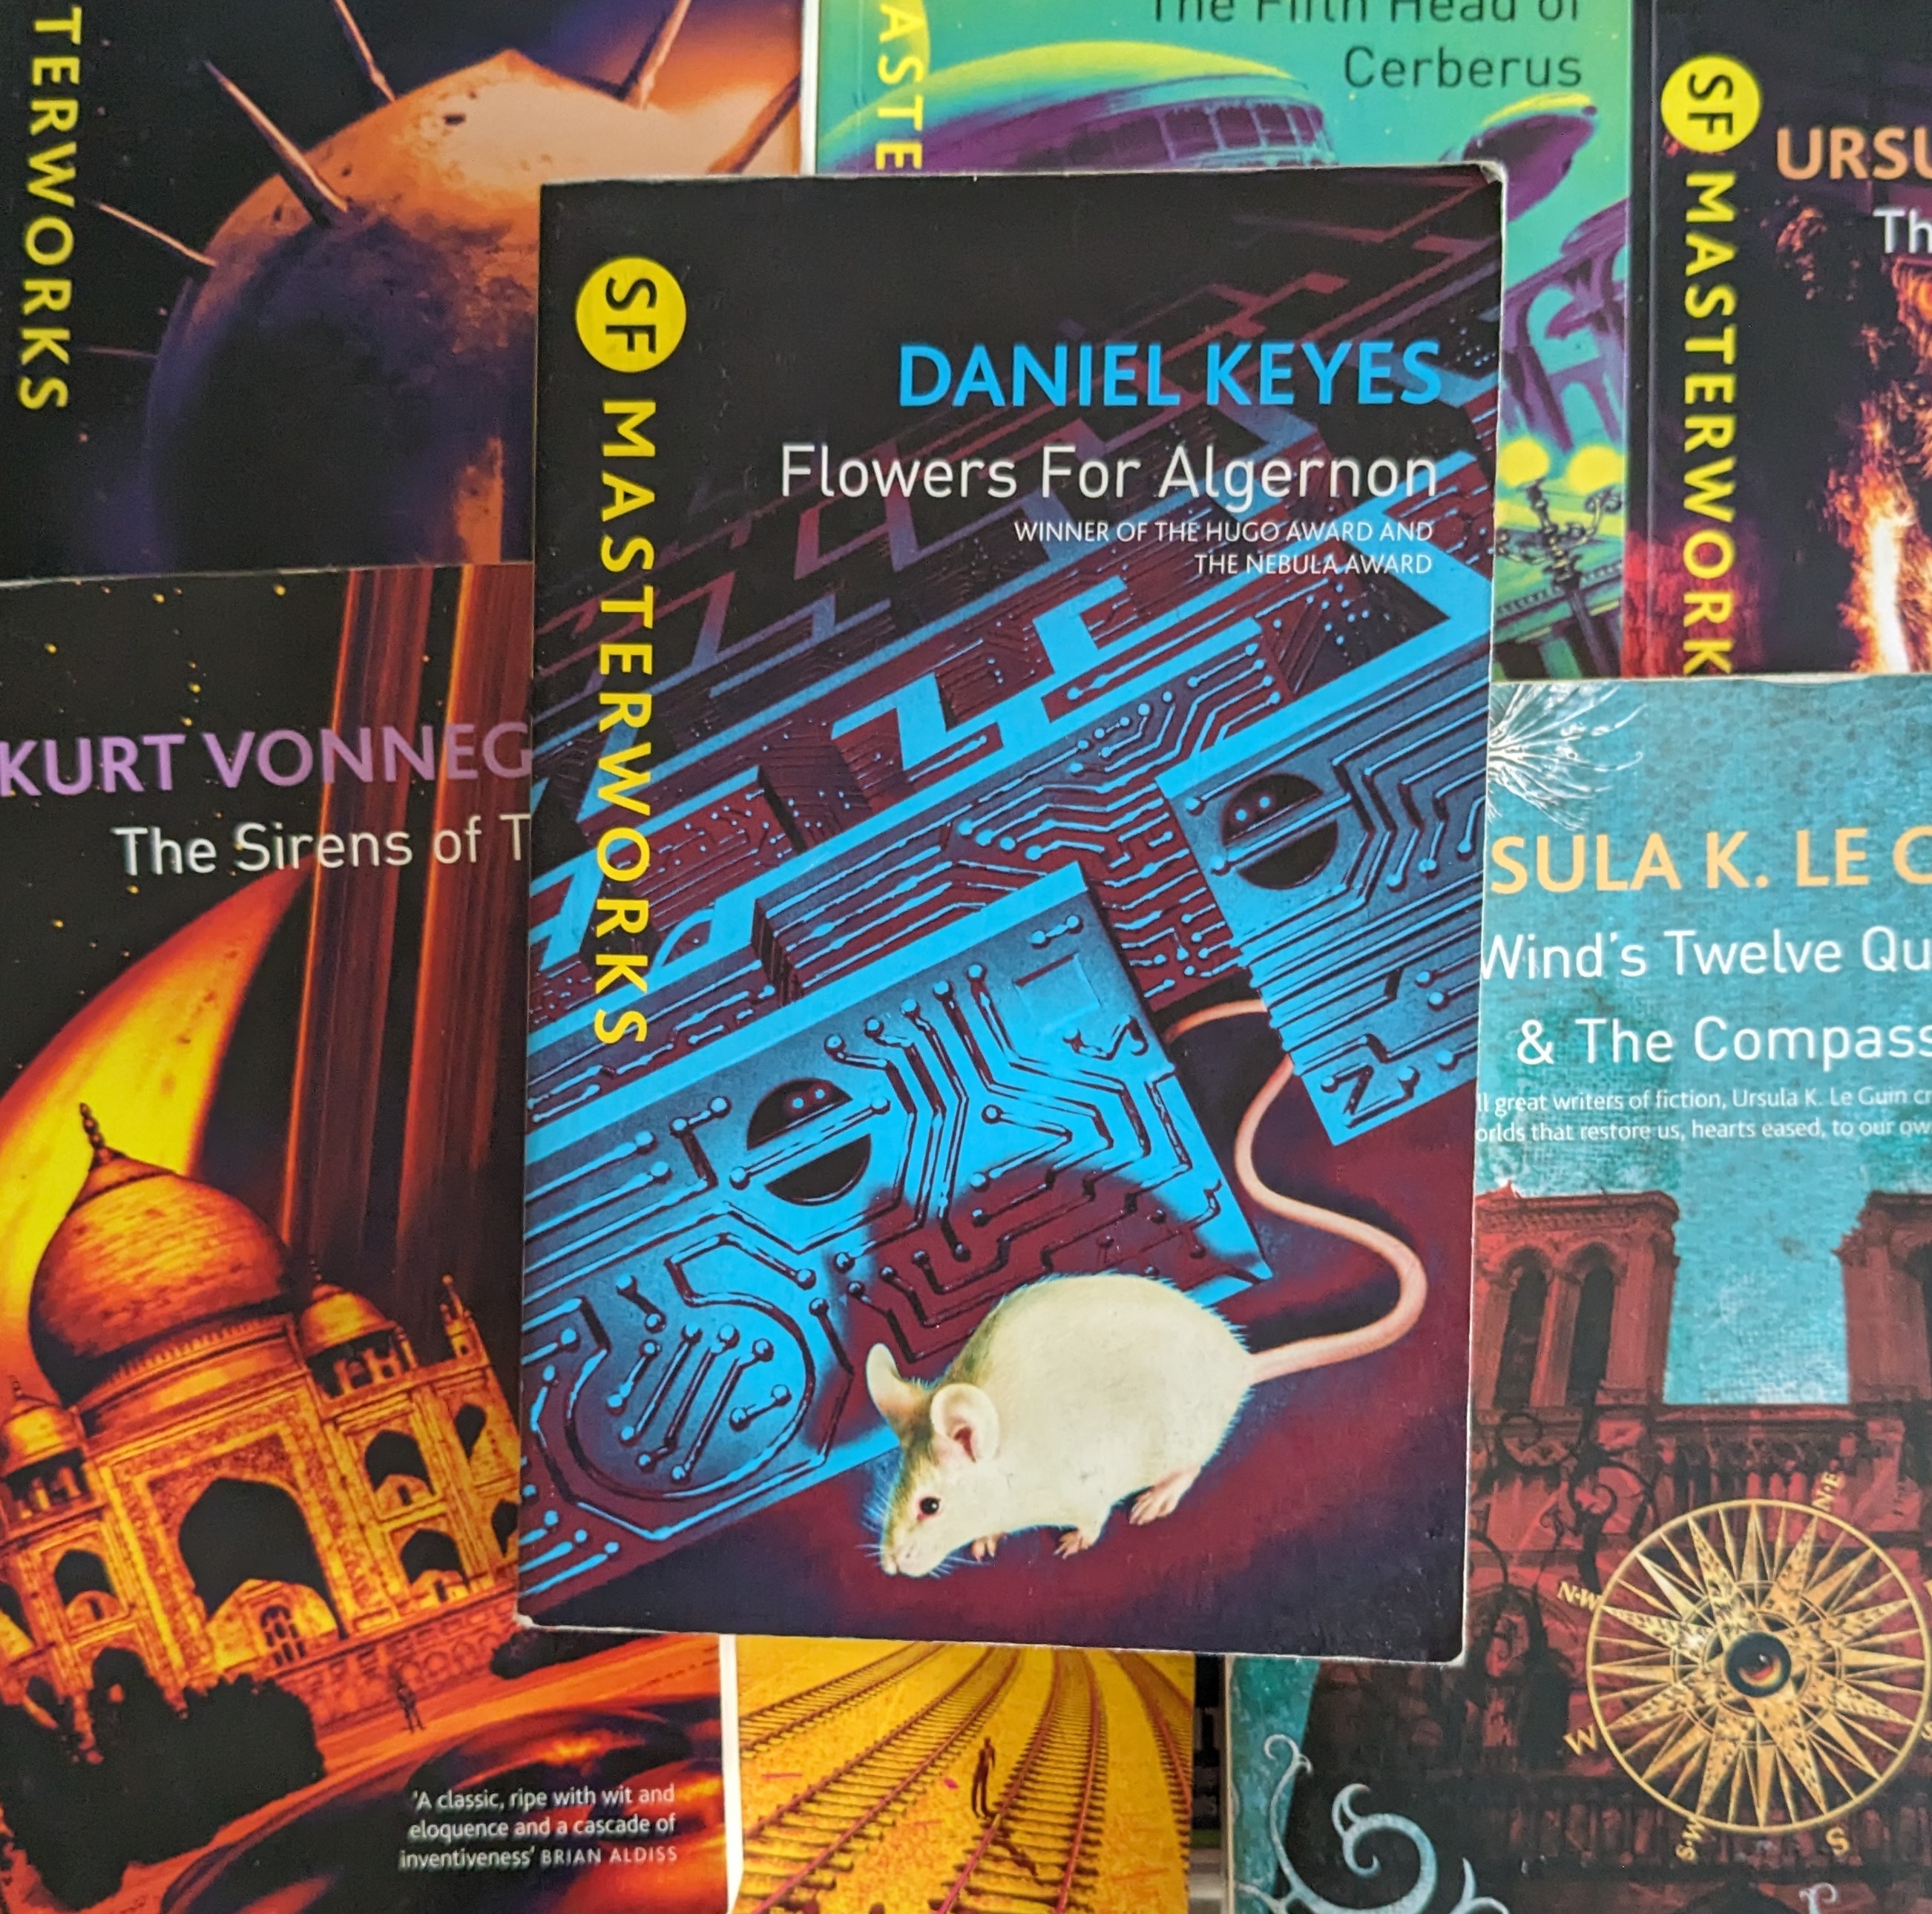 TERWORKS
ASTE
The Fifth Head of
Cerberus
SF MASTERWORK
URSU
Th
SF MASTERWORKS
DANIEL KEYES
Flowers For Algernon
WINNER OF THE HUGO AWARD AND
THE NEBULA AWARD
KURT VONNEG
The Sirens of T
'A classic, ripe with wit and
eloquence and a cascade of
inventiveness' BRIAN ALDISS
SULA K. LE G
Wind's Twelve Qu
& The Compass
ll great writers of fiction, Ursula K. Le Guin cr
orlds that restore us, hearts eased, to our ow
N·E
N·W
W
S·W
S